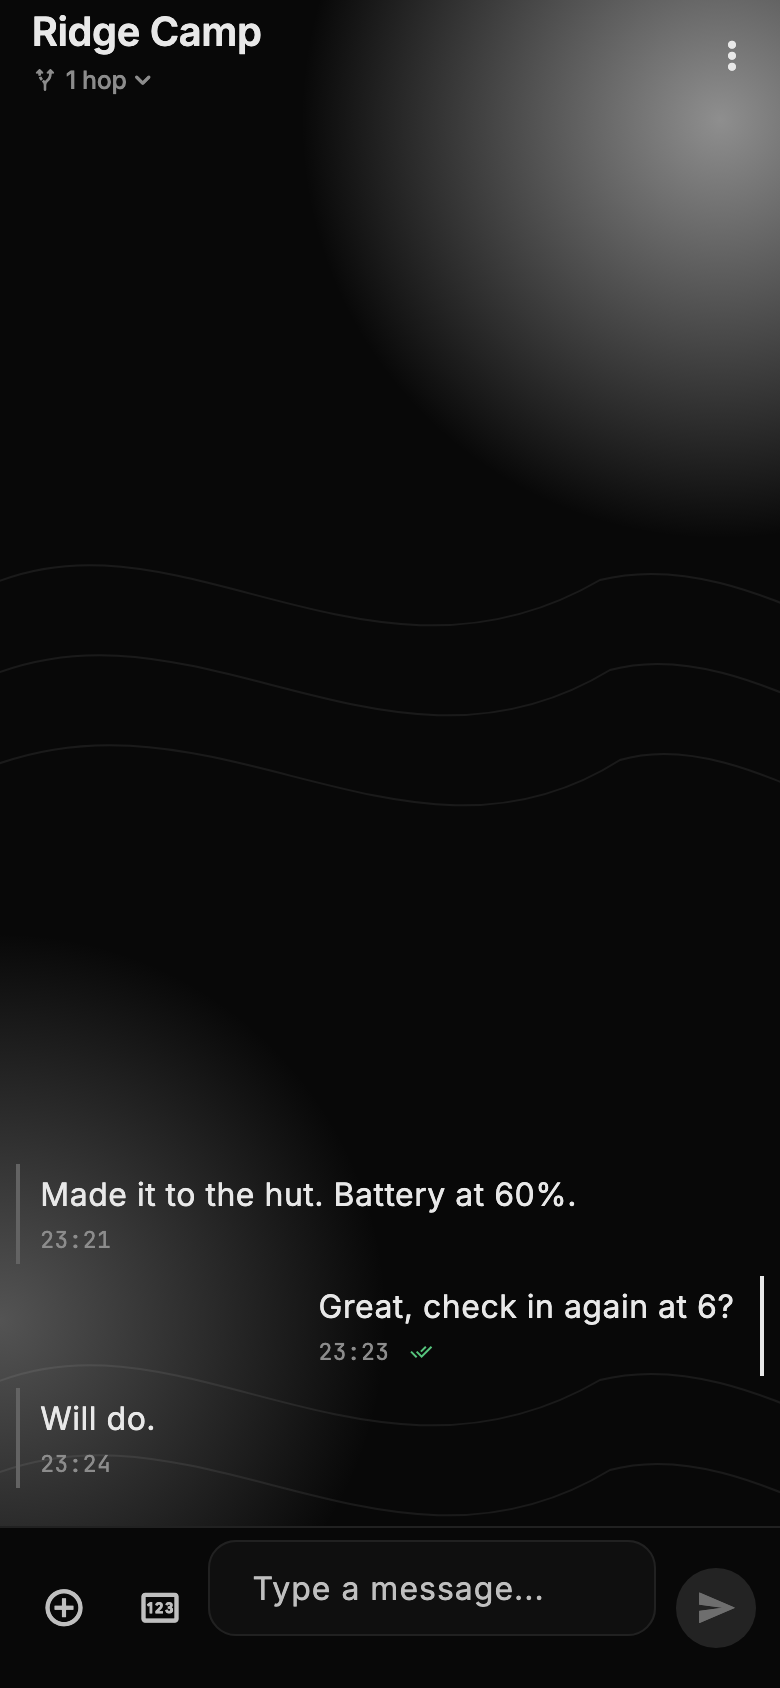 Ridge Camp
1 hop
Made it to the hut. Battery at 60%.
23:21
Great, check in again at 6?
23:23
Will do.
23:24
123
Type a message...